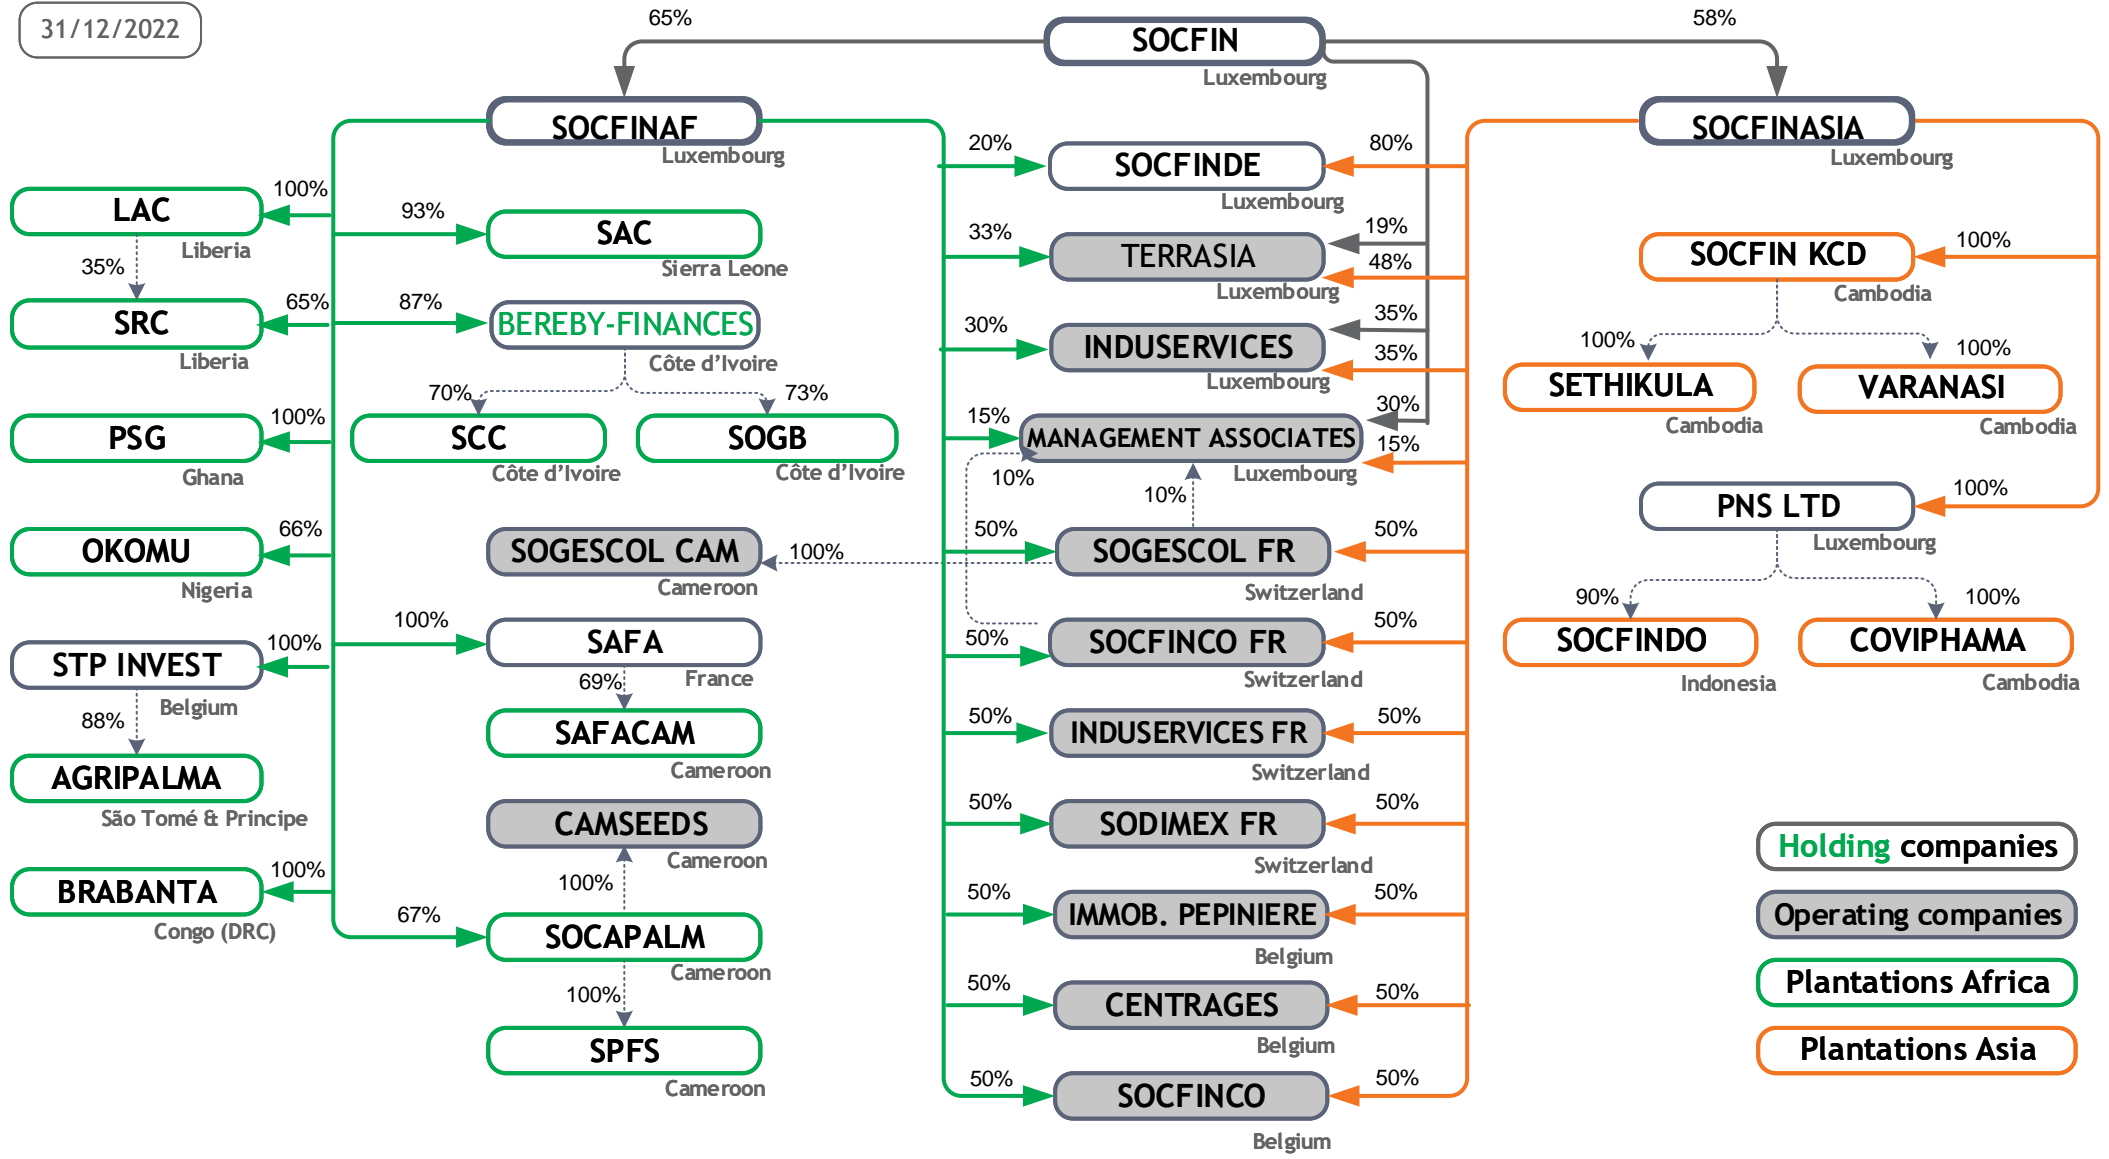 31/12/2022
65%
SOCFIN
Luxembourg
58%
SOCFINAF
Luxembourg
SOCFINASIA
Luxembourg
20%
SOCFINDE
Luxembourg
80%
100%
LAC
Liberia
93%
SAC
Sierra Leone
33%
TERRASIA
Luxembourg
19%
48%
SOCFIN KCD
Cambodia
100%
35%
65%
SRC
Liberia
87%
BEREBY-FINANCES
Côte d'Ivoire
30%
INDUSERVICES
Luxembourg
35%
35%
100%
SETHIKULA
Cambodia
100%
VARANASI
Cambodia
100%
PSG
Ghana
70%
SCC
Côte d'Ivoire
73%
SOGB
Côte d'Ivoire
15%
MANAGEMENT ASSOCIATES
Luxembourg
30%
15%
10%
10%
PNS LTD
Luxembourg
100%
66%
OKOMU
Nigeria
SOGESCOL CAM
Cameroon
100%
50%
SOGESCOL FR
Switzerland
50%
90%
SOCFINDO
Indonesia
100%
COVIPHAMA
Cambodia
100%
STP INVEST
Belgium
100%
SAFA
France
50%
SOCFINCO FR
Switzerland
50%
88%
AGRIPALMA
São Tomé & Principe
69%
SAFACAM
Cameroon
50%
INDUSERVICES FR
Switzerland
50%
CAMSEEDS
Cameroon
50%
SODIMEX FR
Switzerland
50%
100%
BRABANTA
Congo (DRC)
100%
67%
SOCAPALM
Cameroon
50%
IMMOB. PEPINIERE
Belgium
50%
100%
SPFS
Cameroon
50%
CENTRAGES
Belgium
50%
50%
SOCFINCO
Belgium
50%
Holding companies
Operating companies
Plantations Africa
Plantations Asia